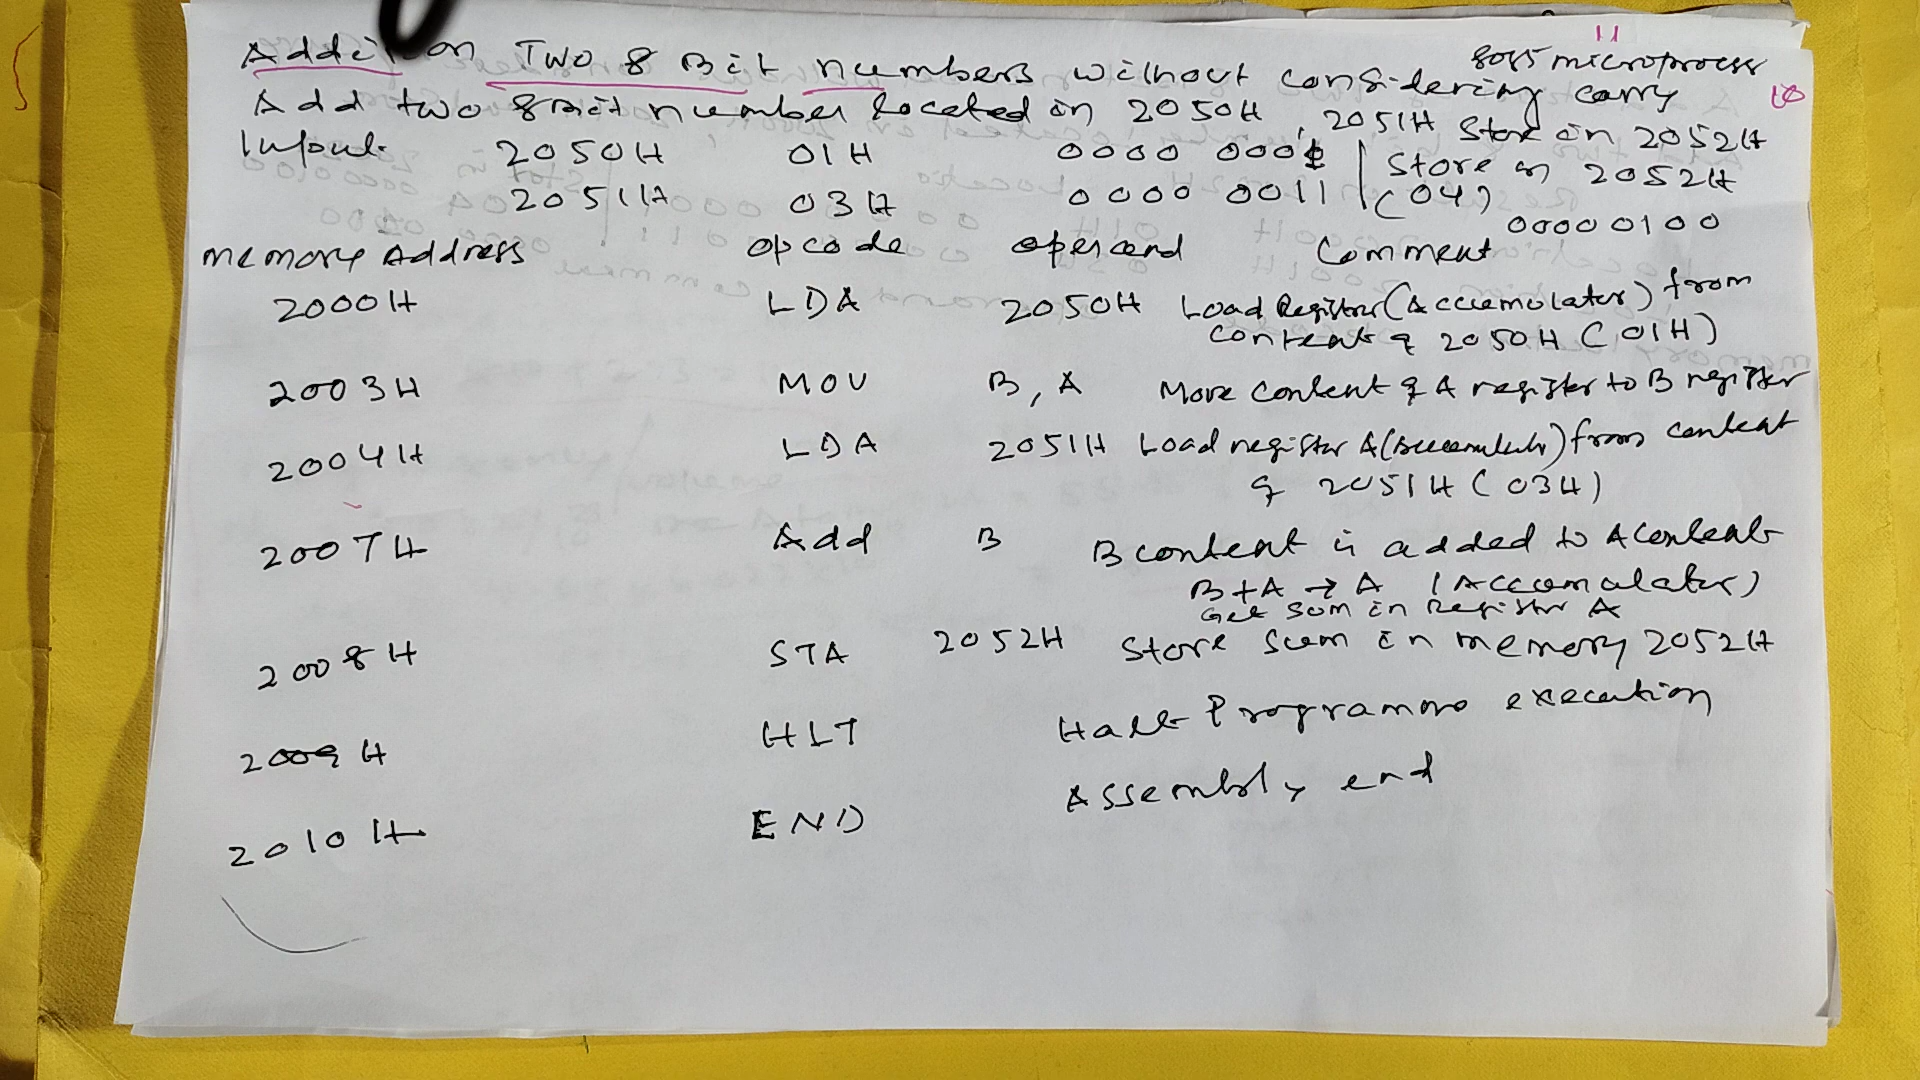 8085 microprocess
Addition Two 8 Bit numbers without considering carry
Add two 8 Bit number located in 2050H , 2051H Store in 2052H
Input 2050H 01H 0000 0001 Store in 2052H
2051H 03H 0000 0011 (04)
00000100
memory Address opcode operand Comment
2000H LDA 2050H Load Register (Accumulator) from
content of 2050H (01H)
2003H MOV B, A Move content of A register to B register
2004H LDA 2051H Load register A (Accumulator) from content
of 2051H (03H)
2007H Add B B content is added to A content
B+A → A (Accumulator)
Get sum in Register A
2008H STA 2052H Store sum in memory 2052H
2009H HLT Halt Programme execution
2010H END Assembly end